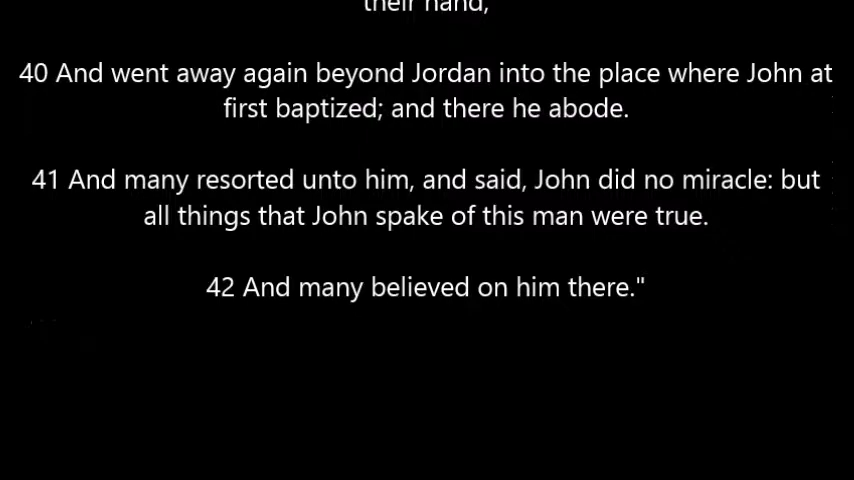 their hand,
40 And went away again beyond Jordan into the place where John at
first baptized; and there he abode.
41 And many resorted unto him, and said, John did no miracle: but
all things that John spake of this man were true.
42 And many believed on him there."